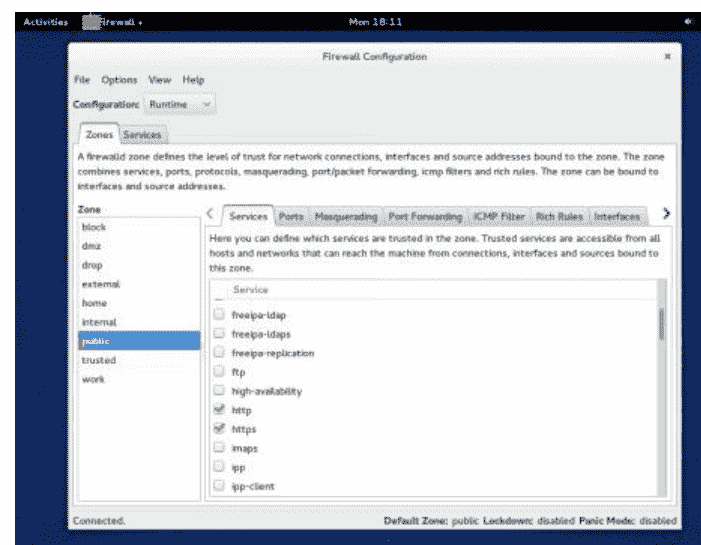 Activities Firewall Mon 18:11
Firewall Configuration ×
File Options View Help
Configuration: Runtime
Zones Services
A firewalld zone defines the level of trust for network connections, interfaces and source addresses bound to the zone. The zone
combines services, ports, protocols, masquerading, port/packet forwarding, icmp filters and rich rules. The zone can be bound to
interfaces and source addresses.
Zone
block
dmz
drop
external
home
internal
public
trusted
work
Services Ports Masquerading Port Forwarding ICMP Filter Rich Rules Interfaces
Here you can define which services are trusted in the zone. Trusted services are accessible from all
hosts and networks that can reach the machine from connections, interfaces and sources bound to
this zone.
Service
freeipa-ldap
freeipa-ldaps
freeipa-replication
ftp
high-availability
http
https
imaps
ipp
ipp-client
Connected.
Default Zone: public Lockdown: disabled Panic Mode: disabled